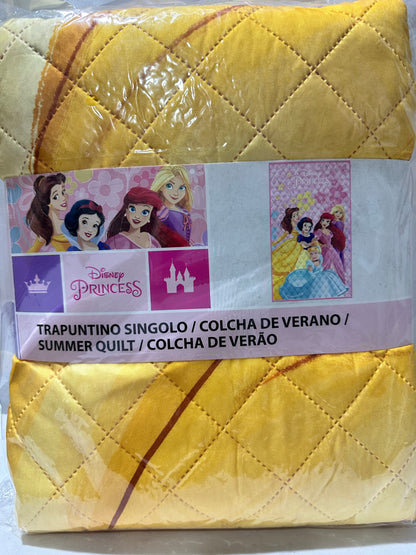 Disney
PRINCESS
TRAPUNTINO SINGOLO / COLCHA DE VERANO /
SUMMER QUILT / COLCHA DE VERÃO